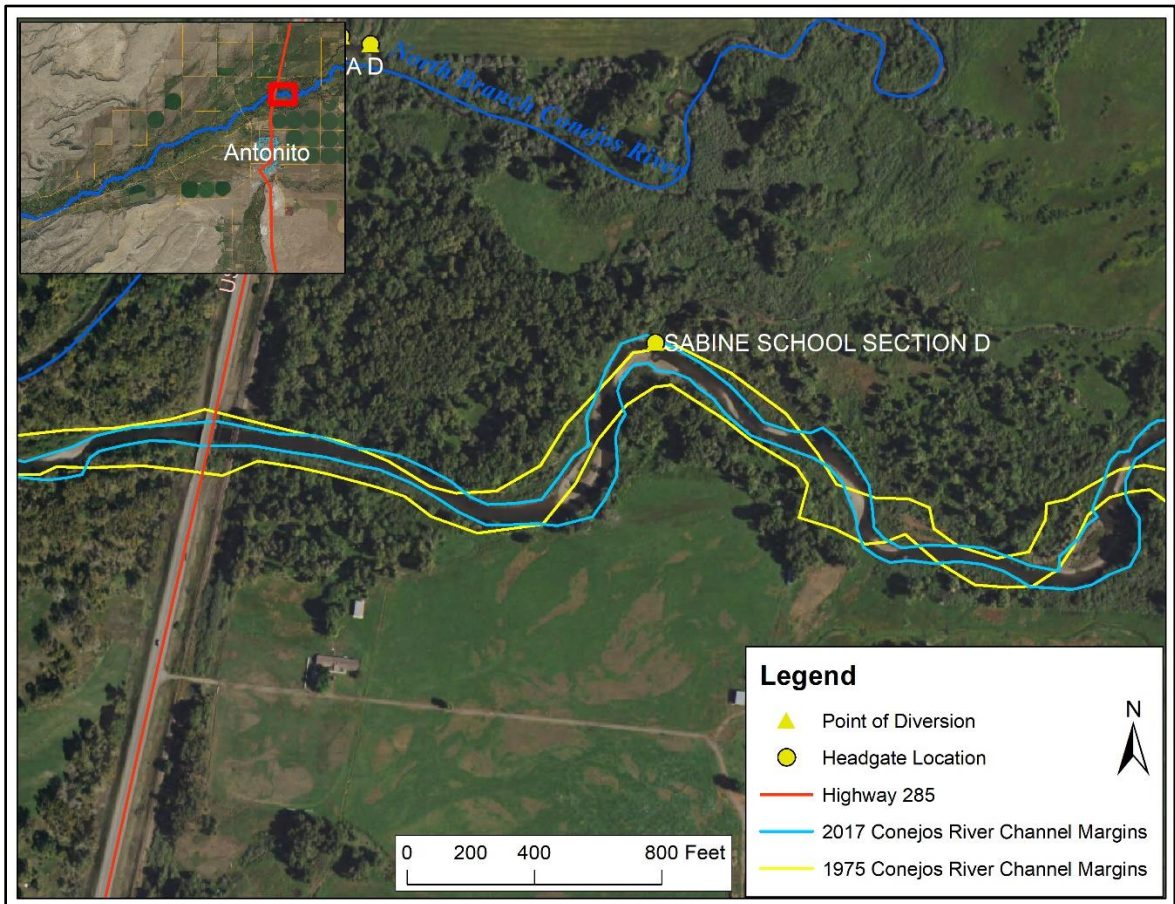 A D
North Branch Conejos River
Antonito
SABINE SCHOOL SECTION D
Legend
Point of Diversion
Headgate Location
Highway 285
2017 Conejos River Channel Margins
1975 Conejos River Channel Margins
N
0 200 400 800 Feet